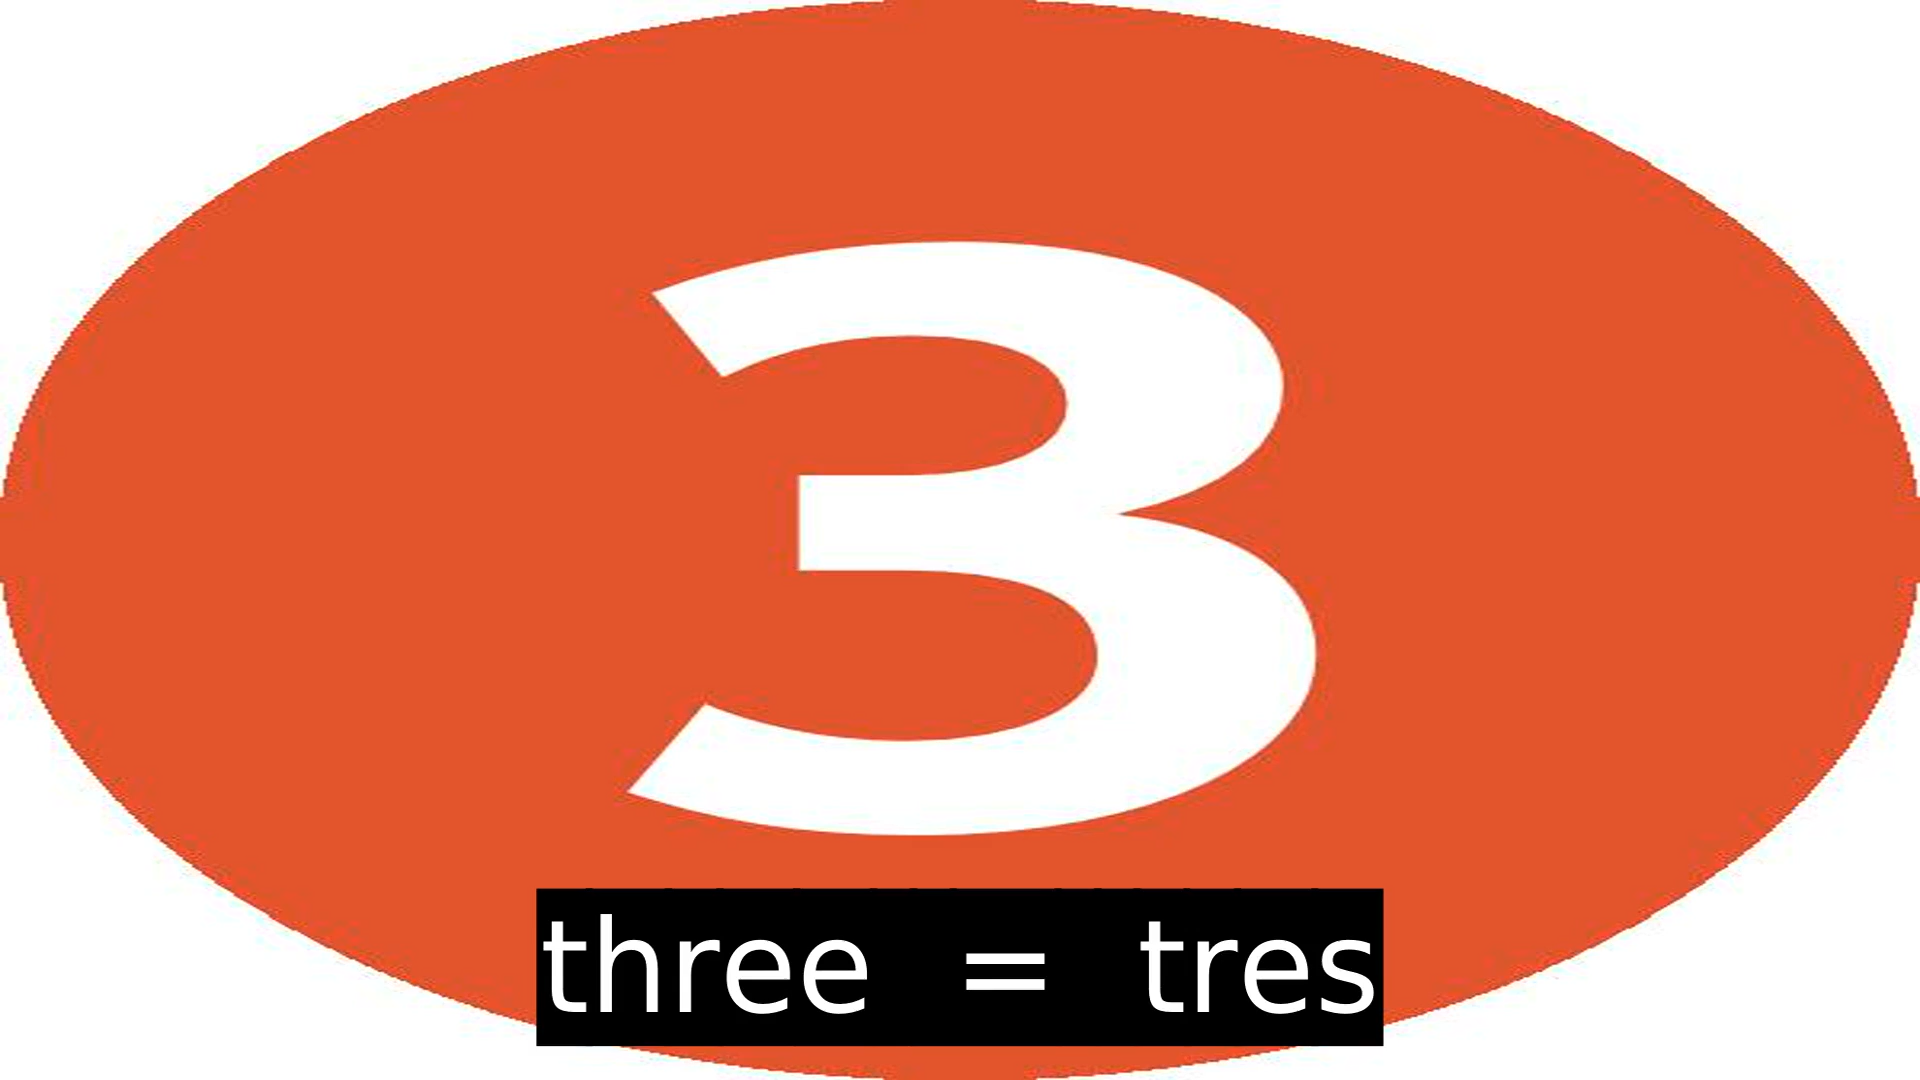 3
three = tres